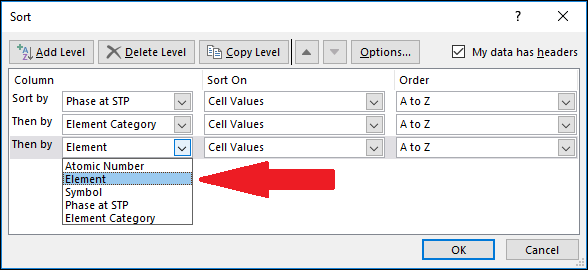 Sort
?
Add Level
Delete Level
Copy Level
Options...
My data has headers
Column
Sort On
Order
Sort by
Phase at STP
Cell Values
A to Z
Then by
Element Category
Cell Values
A to Z
Then by
Element
Cell Values
A to Z
Atomic Number
Element
Symbol
Phase at STP
Element Category
OK
Cancel